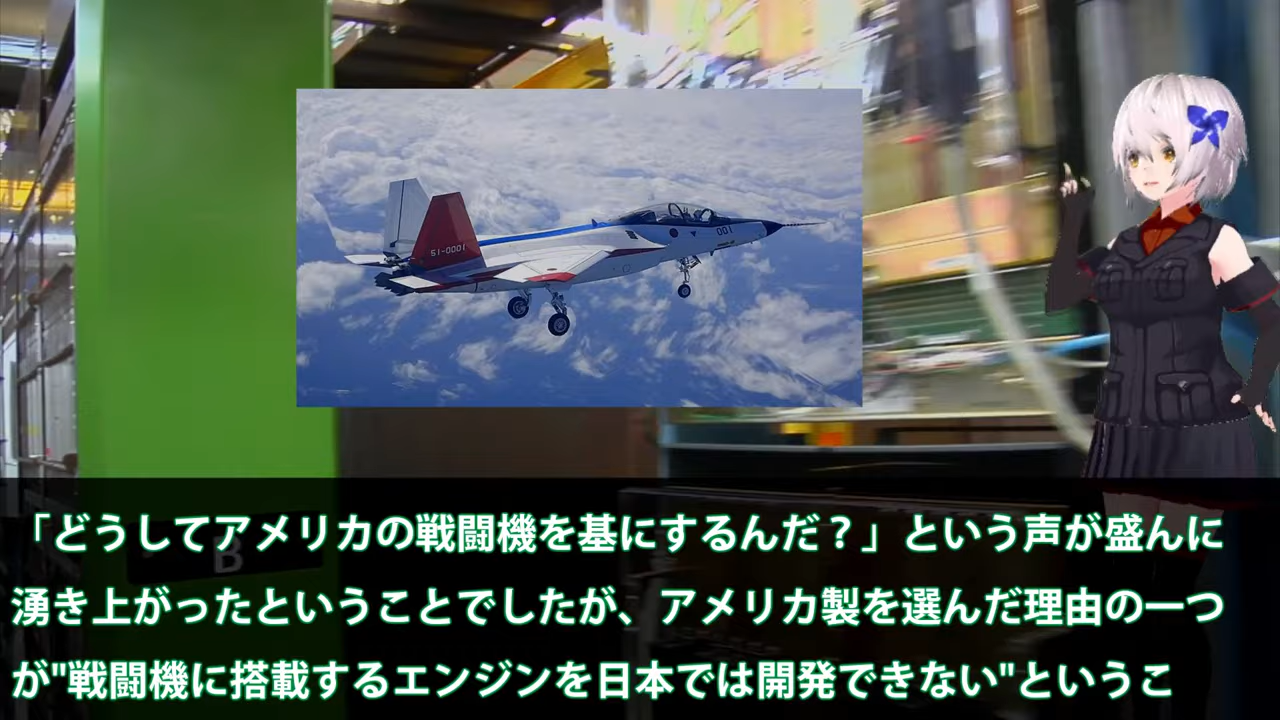 51-0001
001
B
「どうしてアメリカの戦闘機を基にするんだ？」という声が盛んに
湧き上がったということでしたが、アメリカ製を選んだ理由の一つ
が"戦闘機に搭載するエンジンを日本では開発できない"というこ